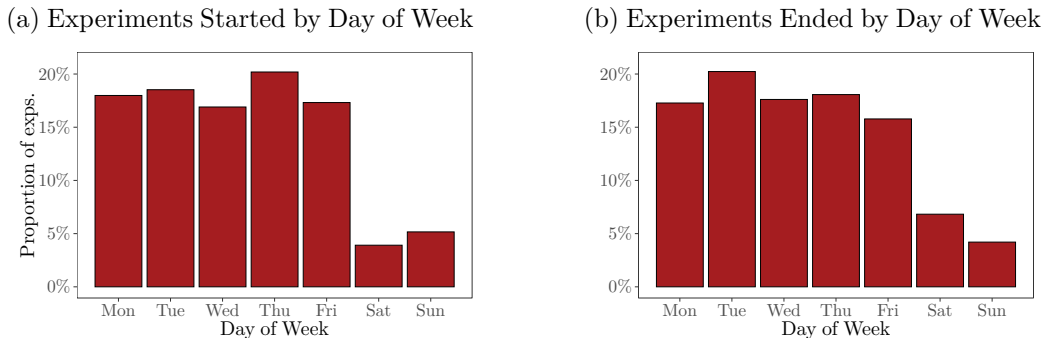 (a) Experiments Started by Day of Week
Proportion of exps.
20%
15%
10%
5%
0%
Mon Tue Wed Thu Fri Sat Sun
Day of Week
(b) Experiments Ended by Day of Week
20%
15%
10%
5%
0%
Mon Tue Wed Thu Fri Sat Sun
Day of Week